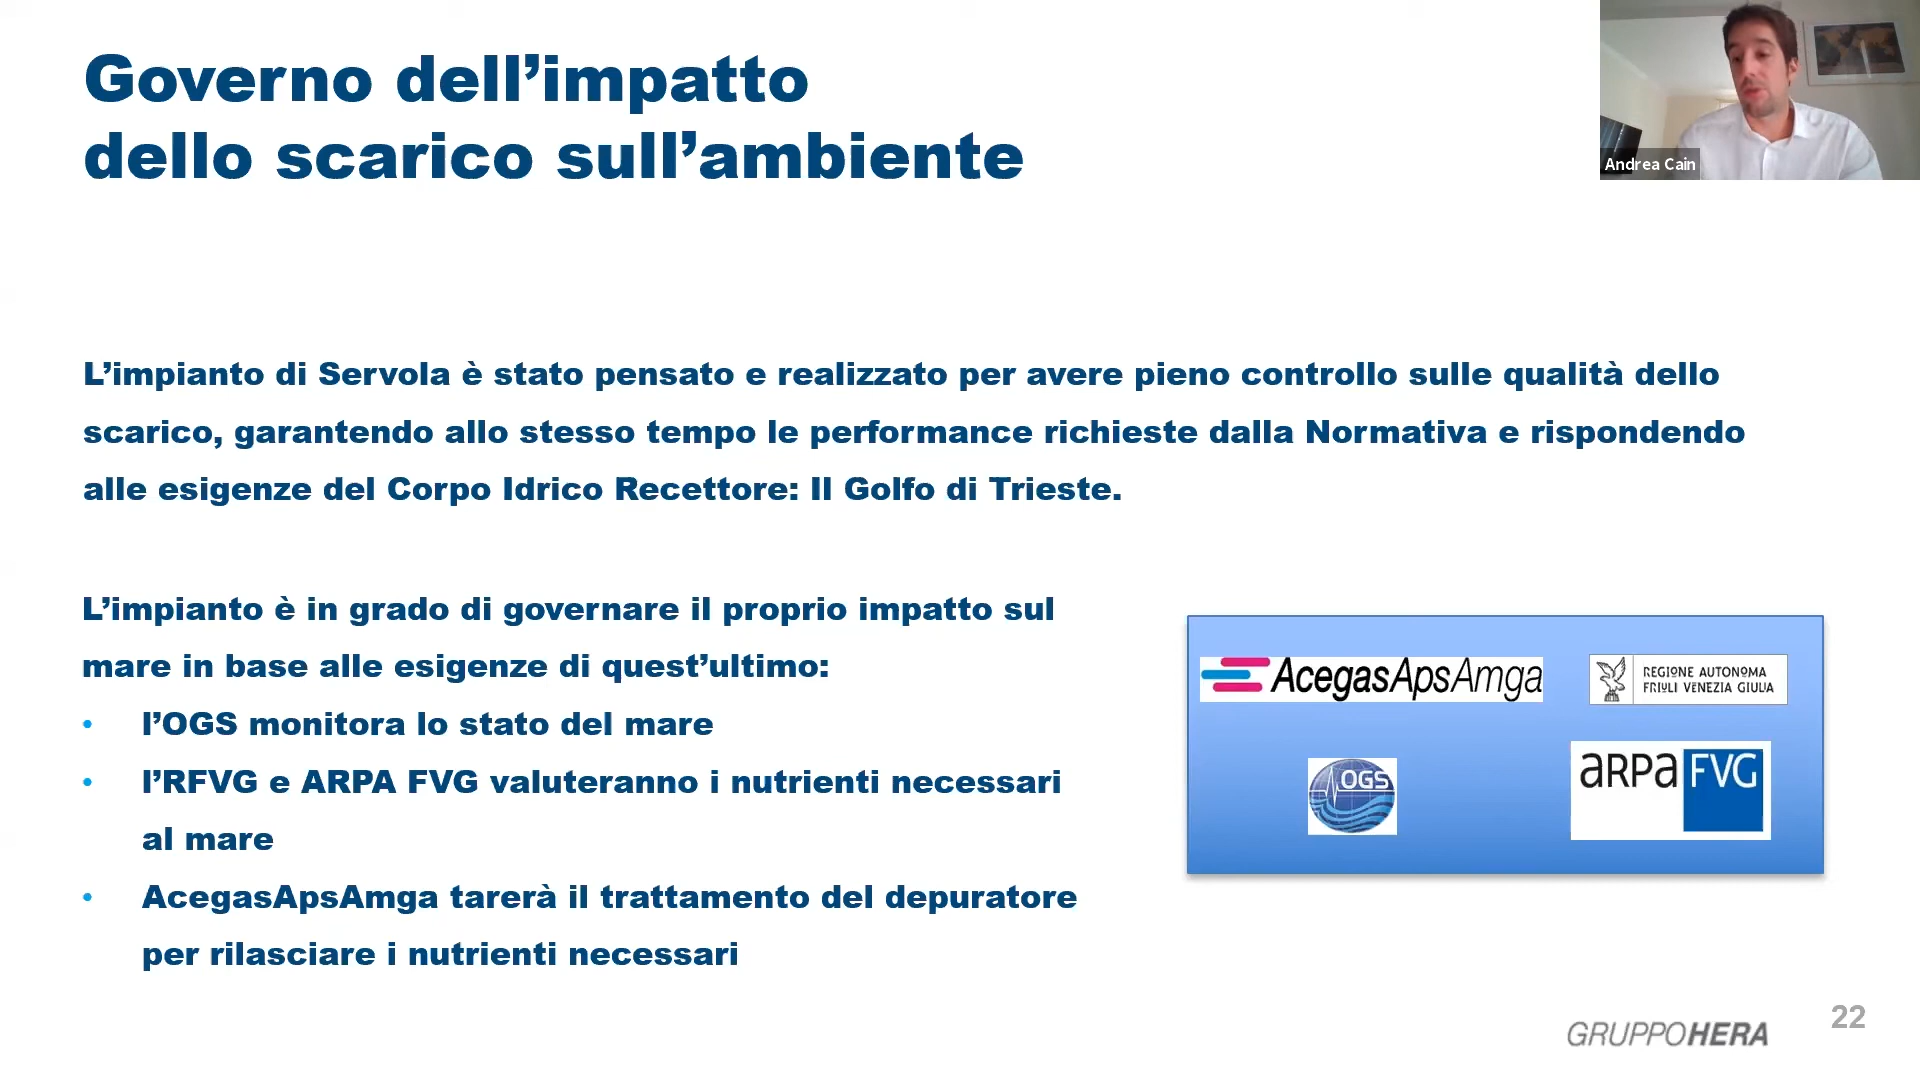 Governo dell’impatto
dello scarico sull’ambiente
Andrea Cain
L’impianto di Servola è stato pensato e realizzato per avere pieno controllo sulle qualità dello
scarico, garantendo allo stesso tempo le performance richieste dalla Normativa e rispondendo
alle esigenze del Corpo Idrico Recettore: Il Golfo di Trieste.
L’impianto è in grado di governare il proprio impatto sul
mare in base alle esigenze di quest’ultimo:
• l’OGS monitora lo stato del mare
• l’RFVG e ARPA FVG valuteranno i nutrienti necessari
al mare
• AcegasApsAmga tarerà il trattamento del depuratore
per rilasciare i nutrienti necessari
AcegasApsAmga
REGIONE AUTONOMA
FRIULI VENEZIA GIULIA
OGS
arpa FVG
GRUPPOHERA
22